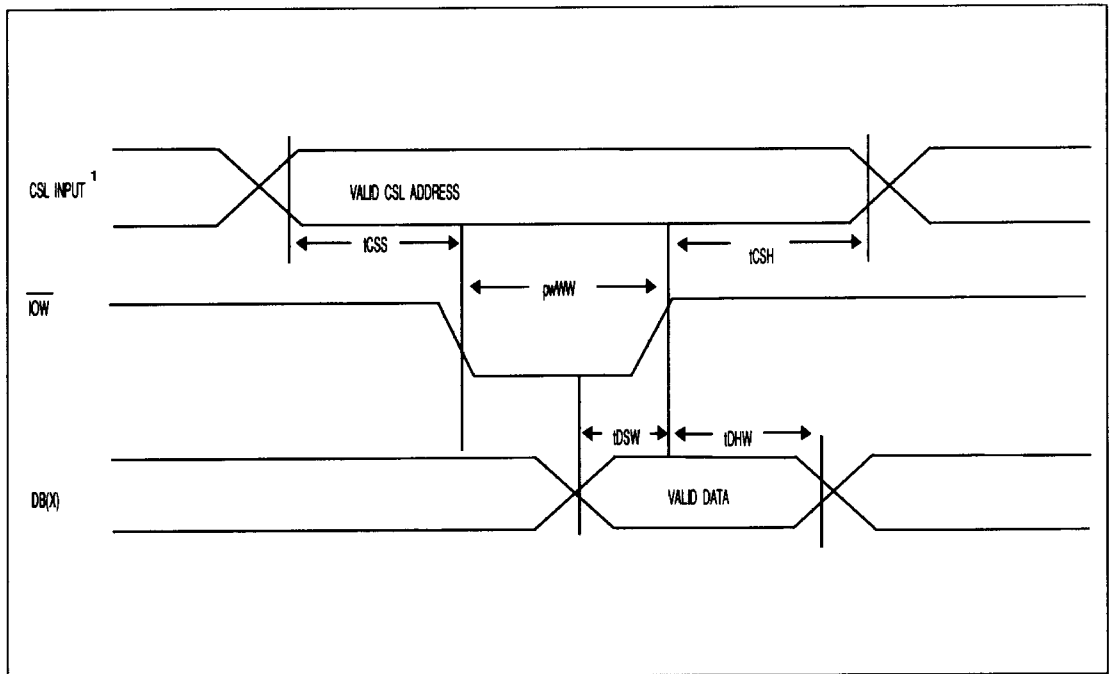 CSL INPUT 1
VALID CSL ADDRESS
tCSS
tCSH
pwWW
IOW
tDSW
tDHW
DB(X)
VALID DATA